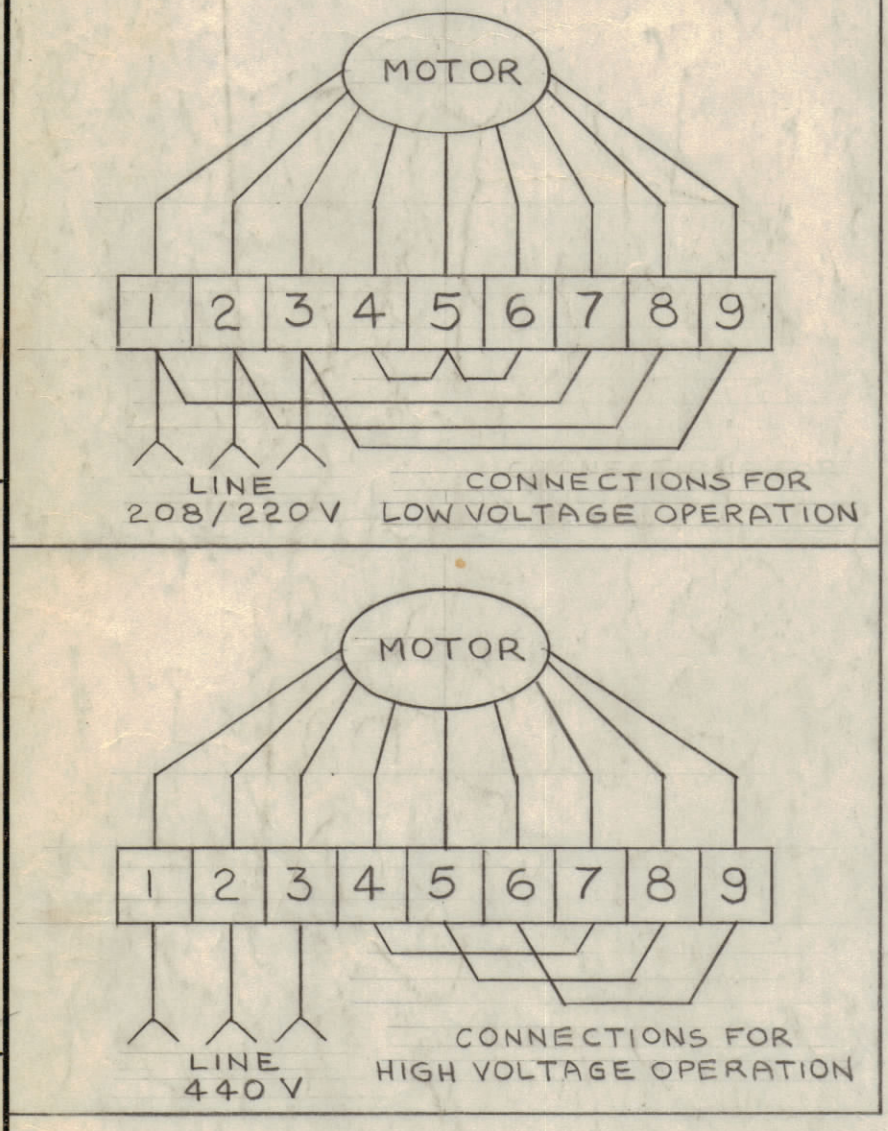 MOTOR
1 2 3 4 5 6 7 8 9
LINE
208/220V
CONNECTIONS FOR
LOW VOLTAGE OPERATION
MOTOR
1 2 3 4 5 6 7 8 9
LINE
440V
CONNECTIONS FOR
HIGH VOLTAGE OPERATION